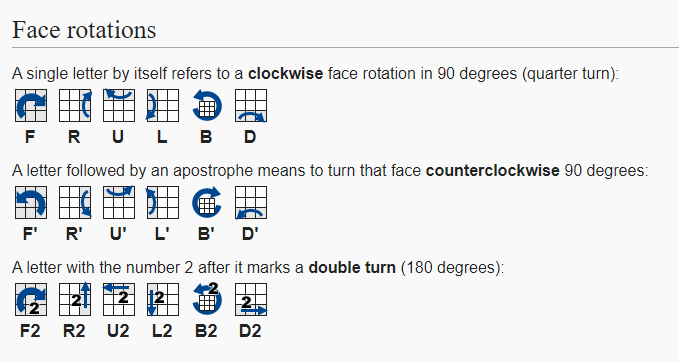 Face rotations
A single letter by itself refers to a clockwise face rotation in 90 degrees (quarter turn):
F R U L B D
A letter followed by an apostrophe means to turn that face counterclockwise 90 degrees:
F' R' U' L' B' D'
A letter with the number 2 after it marks a double turn (180 degrees):
2 2 2 2 2 2
F2 R2 U2 L2 B2 D2